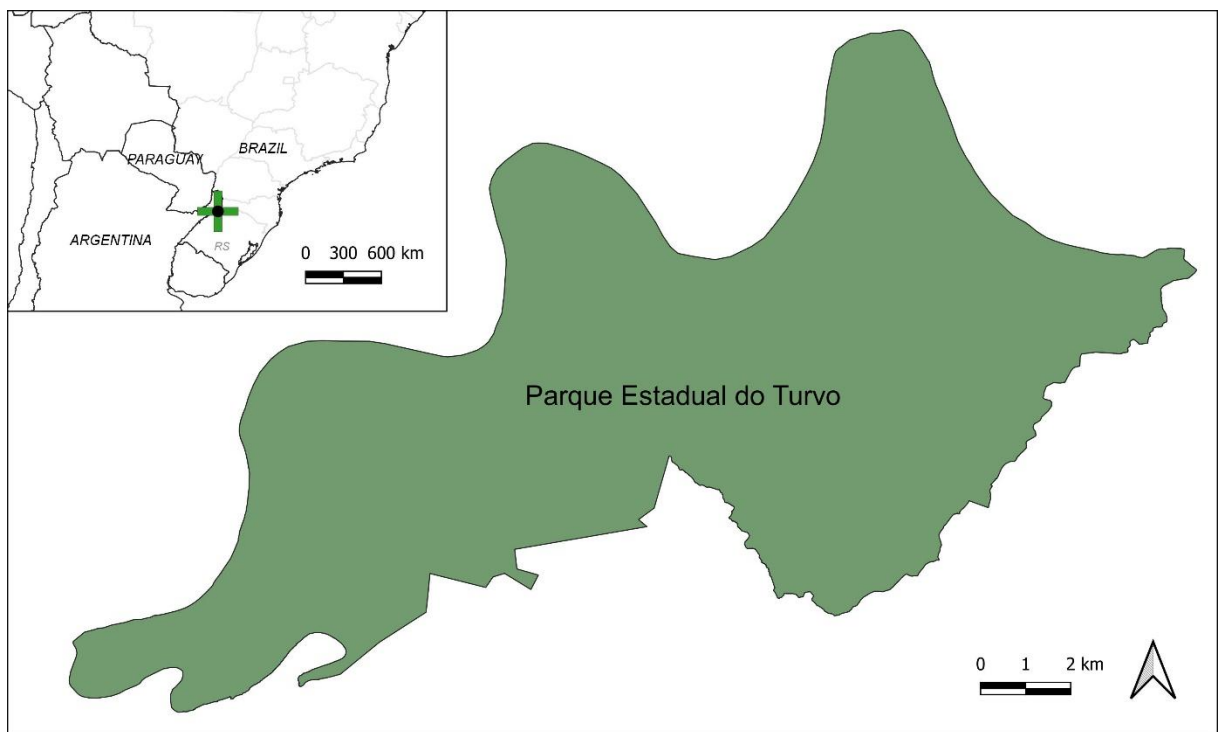 PARAGUAY
BRAZIL
ARGENTINA
RS
0 300 600 km
Parque Estadual do Turvo
0 1 2 km